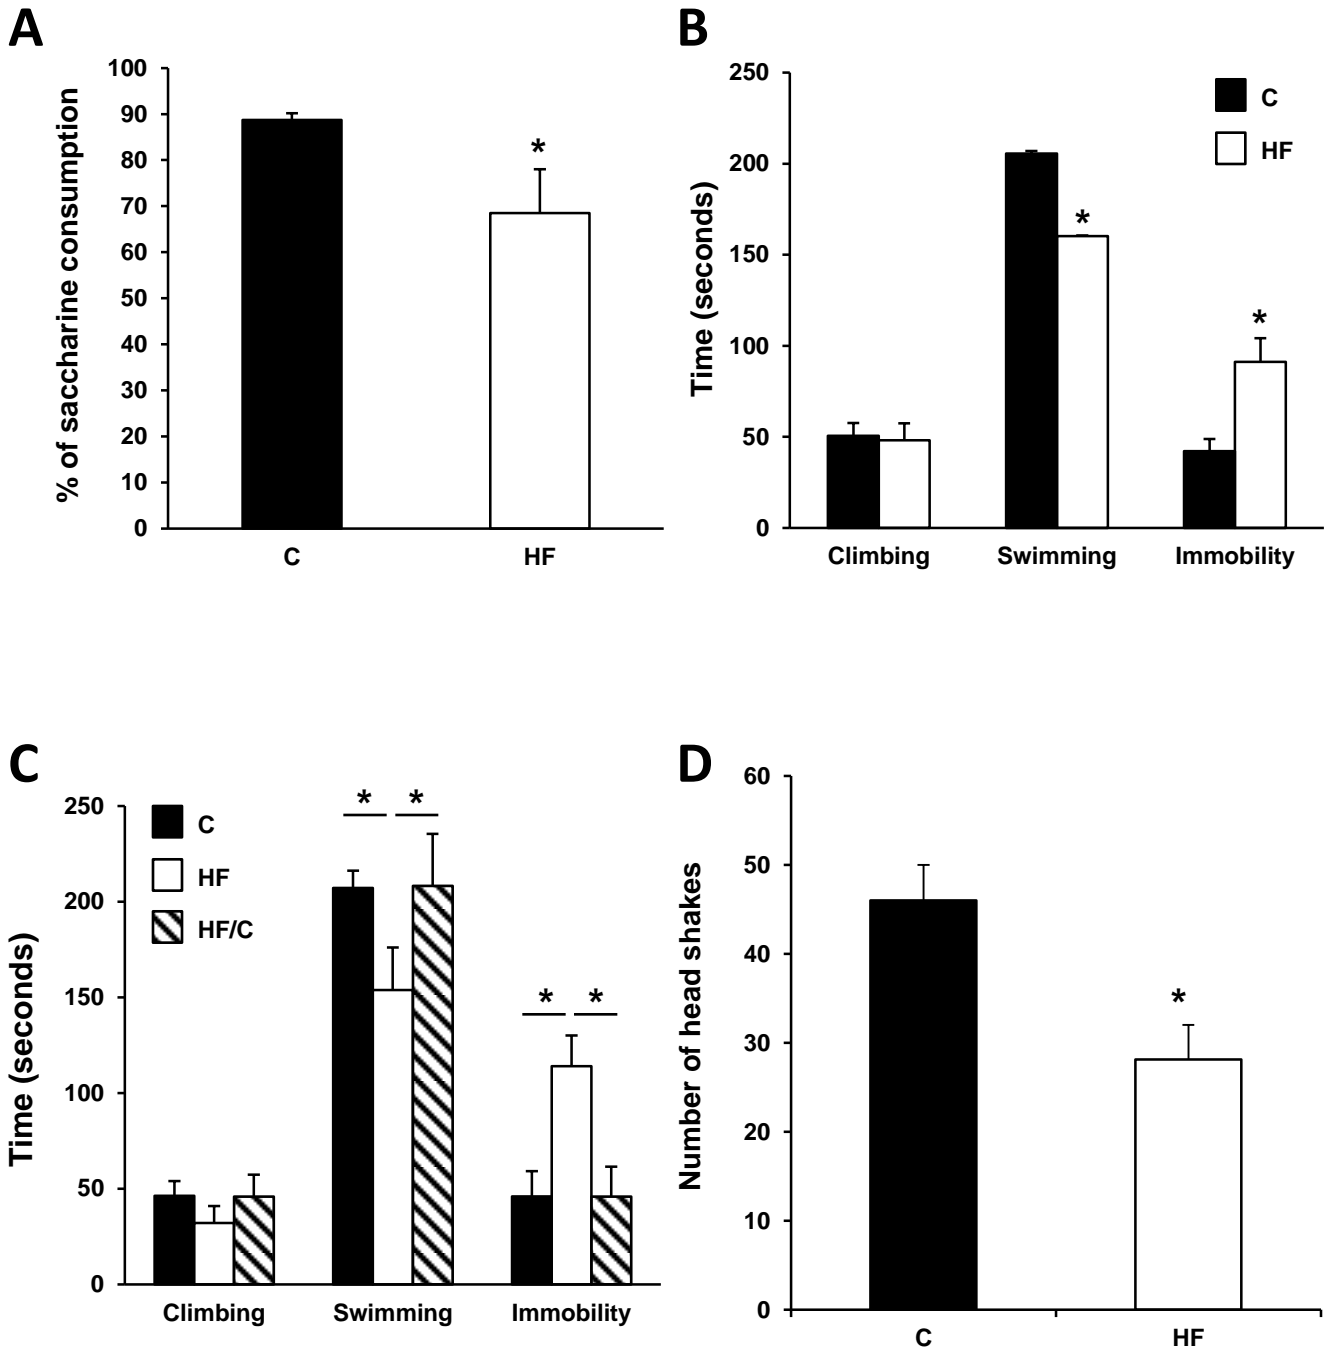 A
% of saccharine consumption
100
90
80
70
60
50
40
30
20
10
0
*
C
HF
B
Time (seconds)
250
200
150
100
50
0
C
HF
*
*
Climbing
Swimming
Immobility
C
Time (seconds)
250
200
150
100
50
0
C
HF
HF/C
* *
* *
Climbing
Swimming
Immobility
D
Number of head shakes
60
50
40
30
20
10
0
*
C
HF